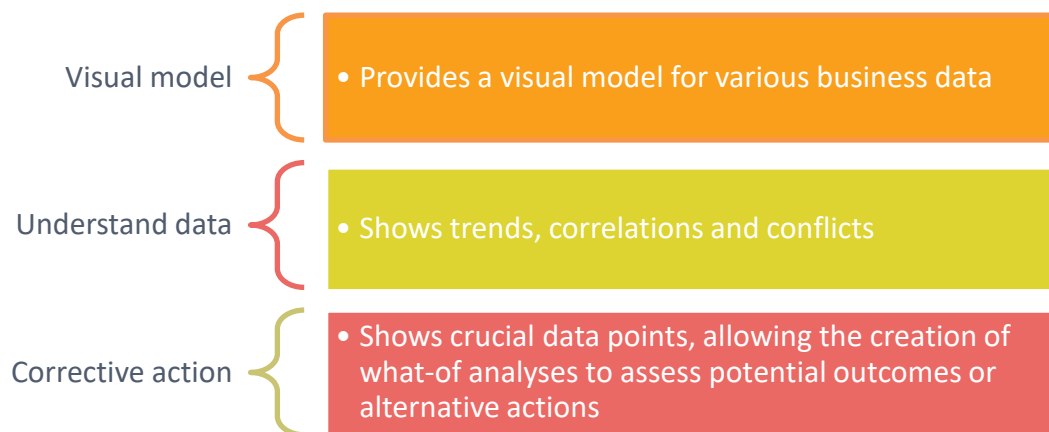 Visual model
• Provides a visual model for various business data
Understand data
• Shows trends, correlations and conflicts
Corrective action
• Shows crucial data points, allowing the creation of
what-of analyses to assess potential outcomes or
alternative actions